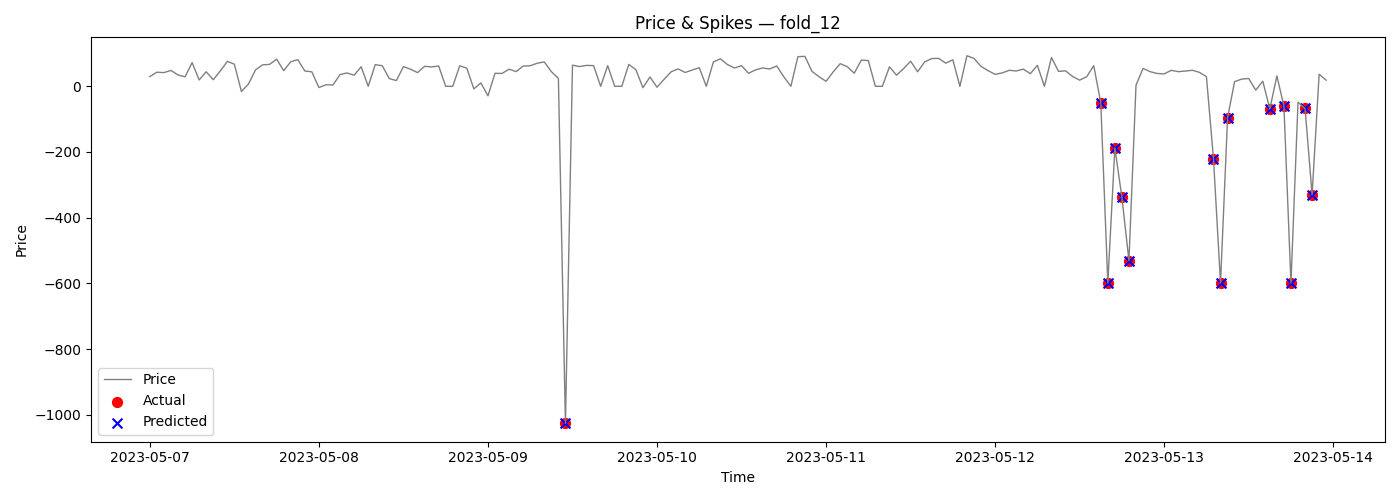 Price & Spikes — fold_12
Price
0
−200
−400
−600
−800
−1000
Price
Actual
Predicted
2023-05-07
2023-05-08
2023-05-09
2023-05-10
2023-05-11
2023-05-12
2023-05-13
2023-05-14
Time